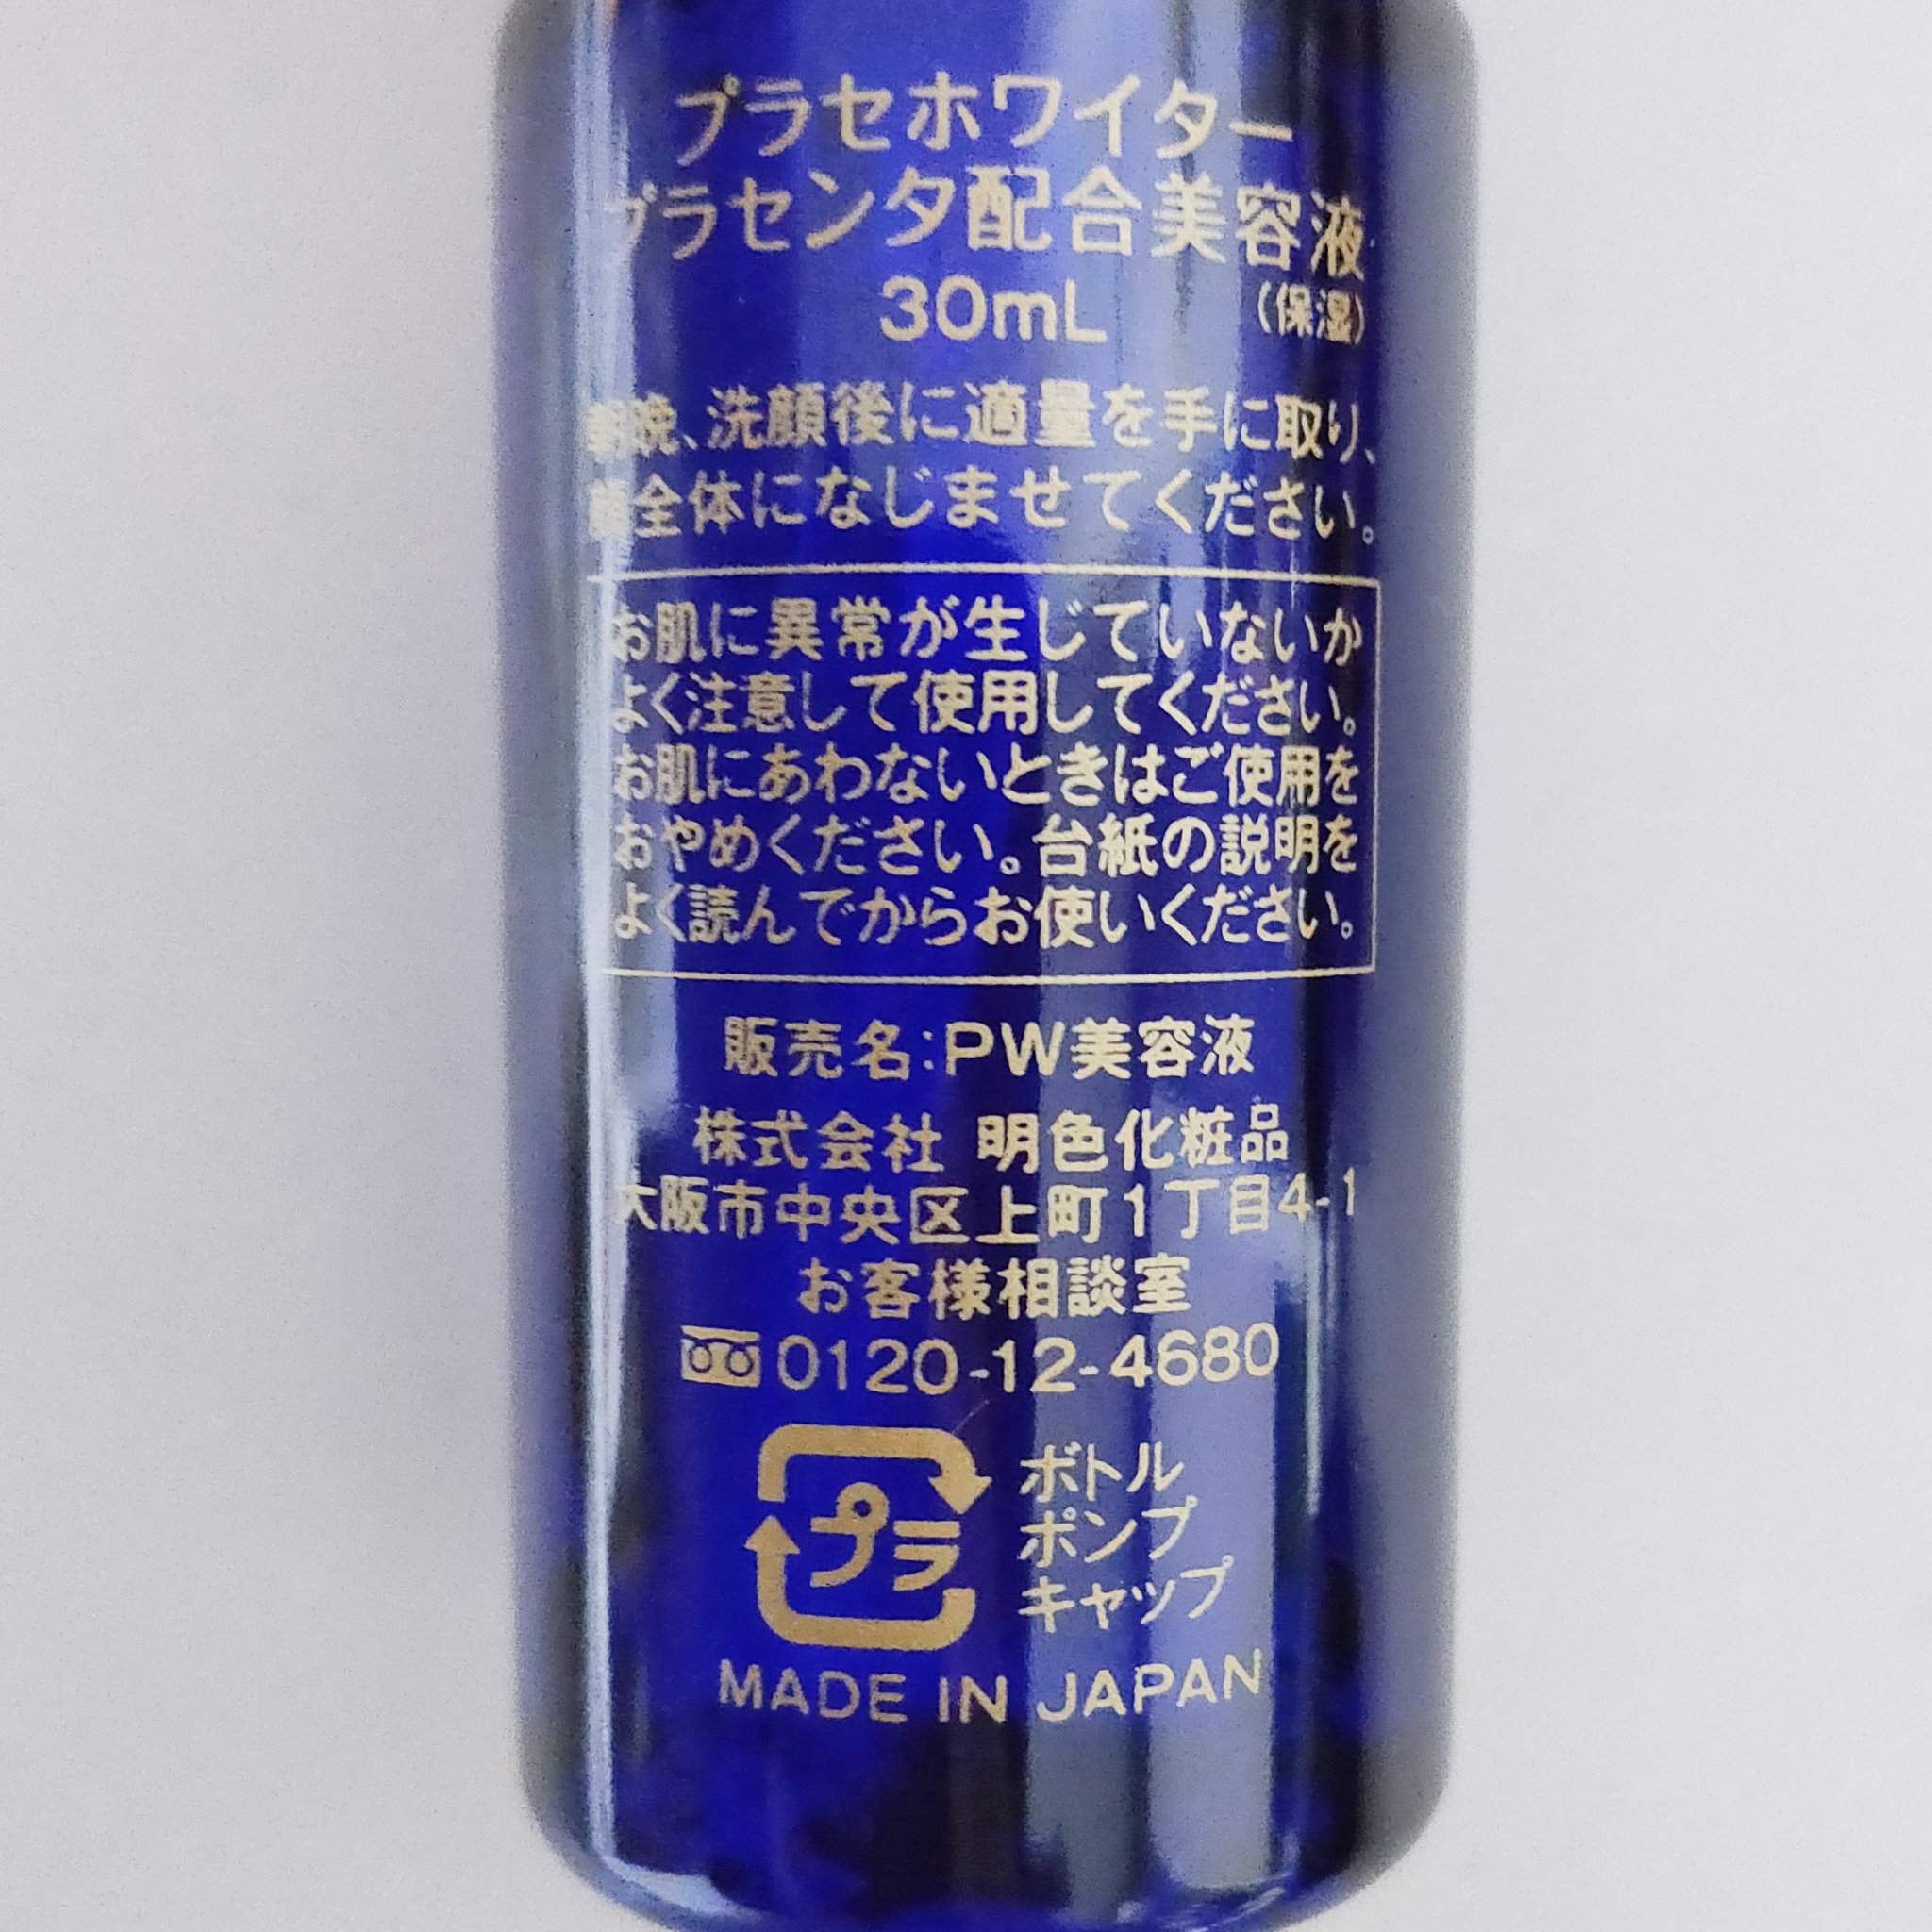 プラセホワイター
プラセンタ配合美容液
30mL (保湿)
朝晩、洗顔後に適量を手に取り、
顔全体になじませてください。
お肌に異常が生じていないか
よく注意して使用してください。
お肌にあわないときはご使用を
おやめください。台紙の説明を
よく読んでからお使いください。
販売名:PW美容液
株式会社 明色化粧品
大阪市中央区上町1丁目4-1
お客様相談室
0120-12-4680
プラ
ボトル
ポンプ
キャップ
MADE IN JAPAN